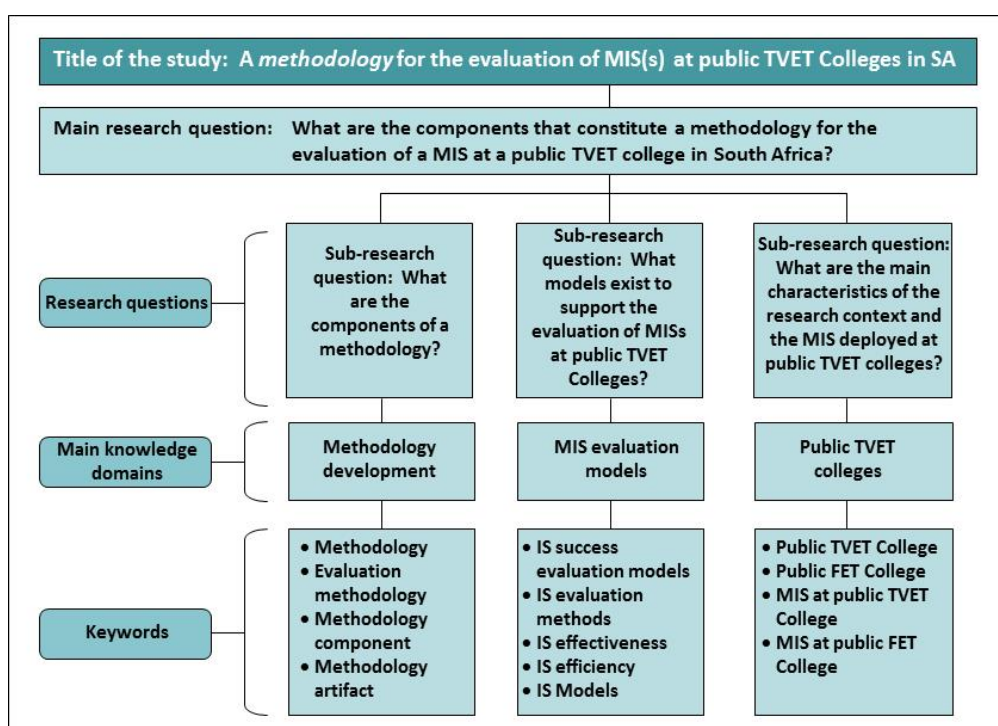 Title of the study: A methodology for the evaluation of MIS(s) at public TVET Colleges in SA
Main research question: What are the components that constitute a methodology for the
evaluation of a MIS at a public TVET college in South Africa?
Research questions
Sub-research
question: What
are the
components of a
methodology?
Sub-research
question: What
models exist to
support the
evaluation of MISs
at public TVET
Colleges?
Sub-research question:
What are the main
characteristics of the
research context and
the MIS deployed at
public TVET colleges?
Main knowledge
domains
Methodology
development
MIS evaluation
models
Public TVET
colleges
Keywords
• Methodology
• Evaluation
methodology
• Methodology
component
• Methodology
artifact
• IS success
evaluation models
• IS evaluation
methods
• IS effectiveness
• IS efficiency
• IS Models
• Public TVET College
• Public FET College
• MIS at public TVET
College
• MIS at public FET
College